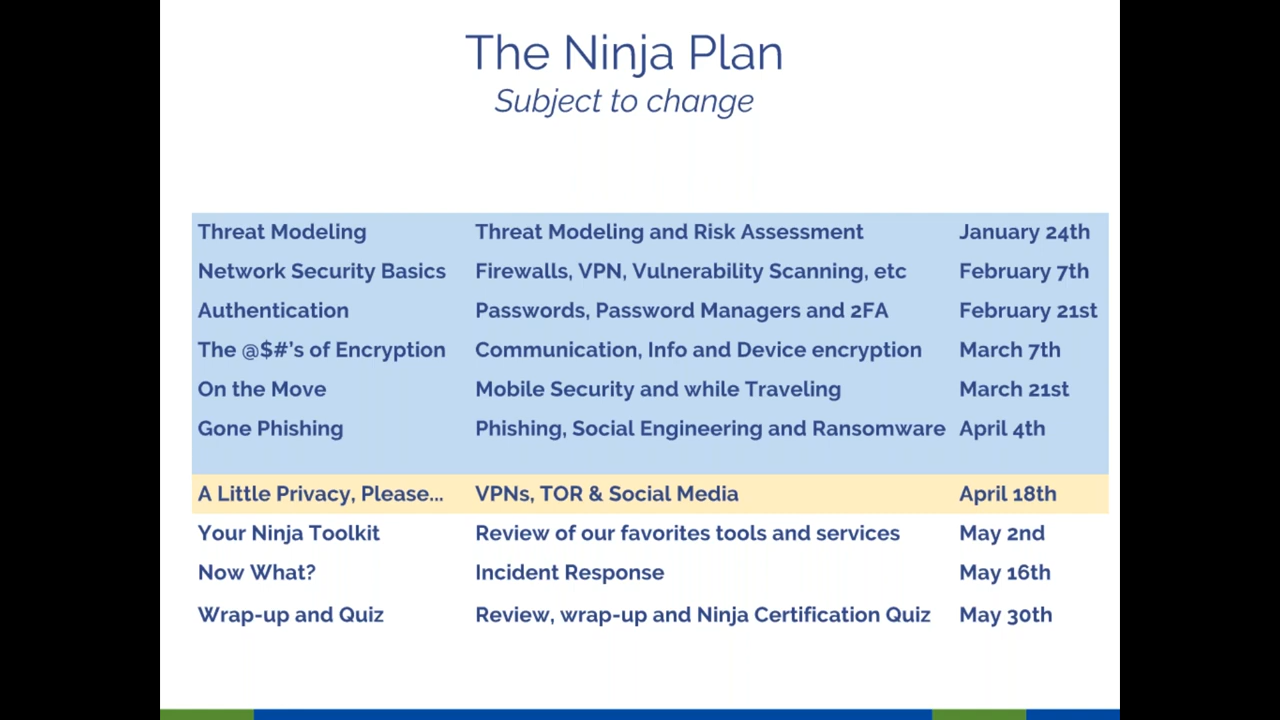 The Ninja Plan
Subject to change
Threat Modeling Threat Modeling and Risk Assessment January 24th
Network Security Basics Firewalls, VPN, Vulnerability Scanning, etc February 7th
Authentication Passwords, Password Managers and 2FA February 21st
The @$#’s of Encryption Communication, Info and Device encryption March 7th
On the Move Mobile Security and while Traveling March 21st
Gone Phishing Phishing, Social Engineering and Ransomware April 4th
A Little Privacy, Please... VPNs, TOR & Social Media April 18th
Your Ninja Toolkit Review of our favorites tools and services May 2nd
Now What? Incident Response May 16th
Wrap-up and Quiz Review, wrap-up and Ninja Certification Quiz May 30th